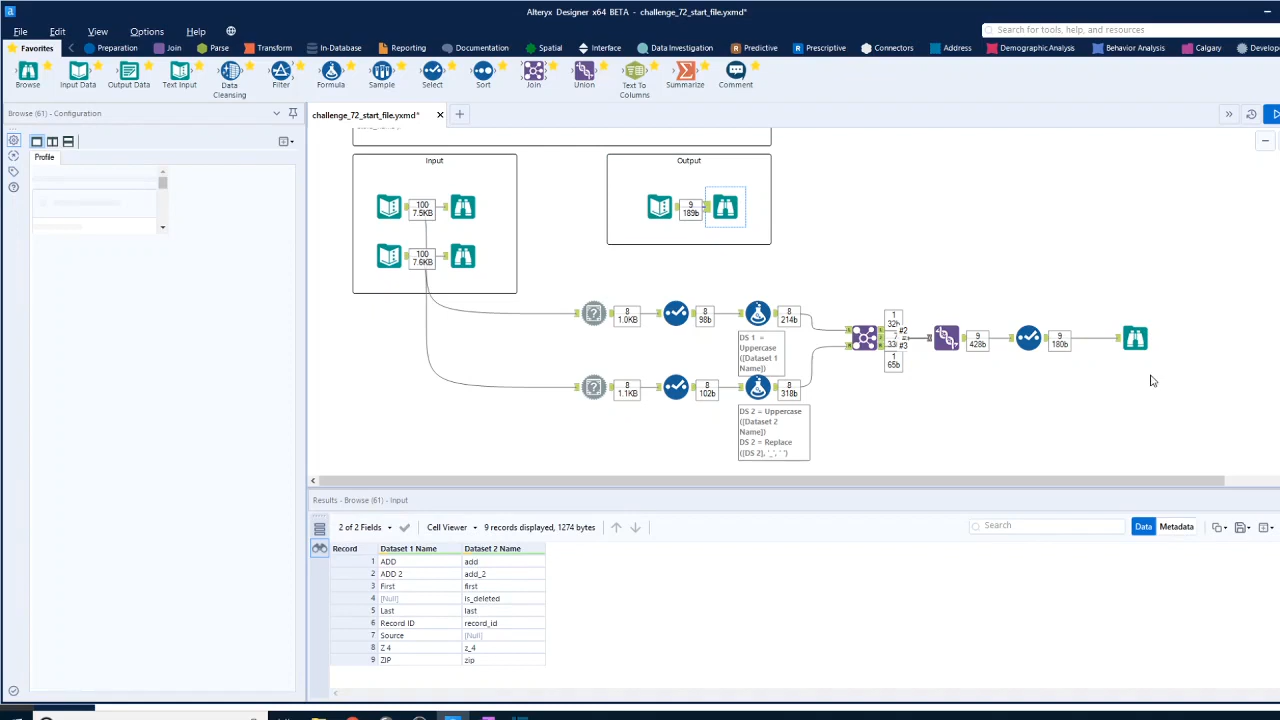 Alteryx Designer x64 BETA - challenge_72_start_file.yxmd*
File Edit View Options Help
Search for tools, help, and resources
Favorites Preparation Join Parse Transform In-Database Reporting Documentation Spatial Interface Data Investigation Predictive Prescriptive Connectors Address Demographic Analysis Behavior Analysis Calgary
Browse Input Data Output Data Text Input Data Cleansing Filter Formula Sample Select Sort Join Union Text To Columns Summarize Comment
Browse (61) - Configuration
challenge_72_start_file.yxmd*
Profile
Input
Output
100
7.5KB
9
189b
100
7.6KB
8
1.0KB
8
98b
8
214b
DS 1 =
Uppercase
([Dataset 1
Name])
1
32b
#2
#3
1
65b
9
428b
9
180b
8
1.1KB
8
102b
8
318b
DS 2 = Uppercase
([Dataset 2
Name])
DS 2 = Replace
([DS 2], '_', ' ')
Results - Browse (61) - Input
2 of 2 Fields Cell Viewer 9 records displayed, 1274 bytes Search Data Metadata
Record Dataset 1 Name Dataset 2 Name
1 ADD add
2 ADD 2 add_2
3 First first
4 [Null] is_deleted
5 Last last
6 Record ID record_id
7 Source [Null]
8 Z 4 z_4
9 ZIP zip